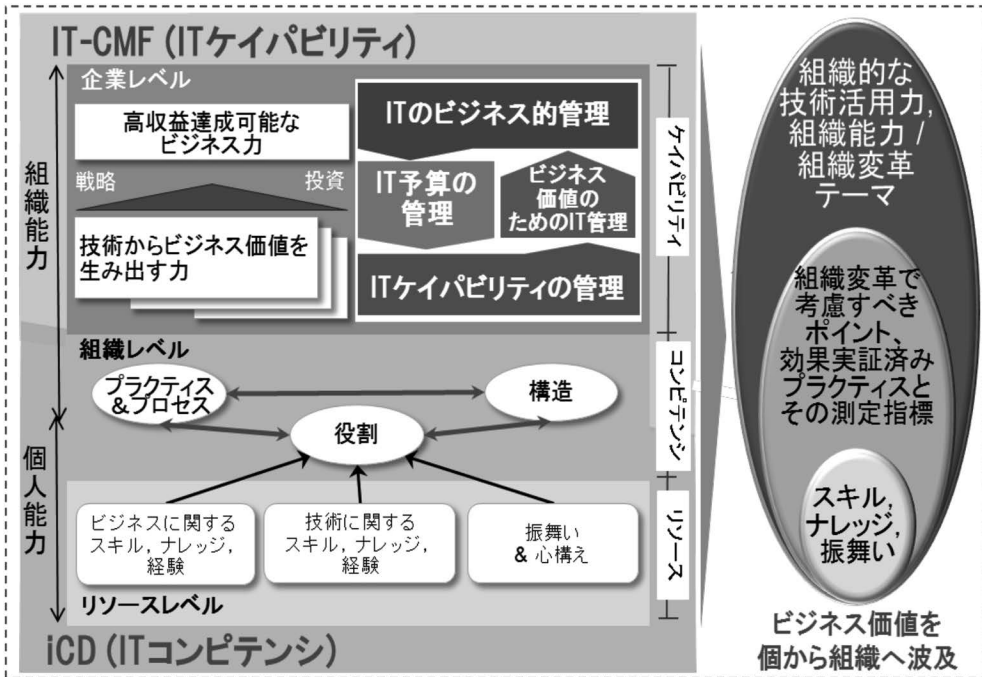 IT-CMF (ITケイパビリティ)
企業レベル
高収益達成可能な
ビジネス力
戦略
投資
技術からビジネス価値を
生み出す力
ITのビジネス的管理
IT予算の
管理
ビジネス
価値の
ためのIT管理
ITケイパビリティの管理
組織能力
個人能力
組織レベル
プラクティス
&プロセス
構造
役割
ビジネスに関する
スキル, ナレッジ,
経験
技術に関する
スキル, ナレッジ,
経験
振舞い
& 心構え
リソースレベル
iCD (ITコンピテンシ)
ケイパビリティ
コンピテンシ
リソース
組織的な
技術活用力,
組織能力 /
組織変革
テーマ
組織変革で
考慮すべき
ポイント、
効果実証済み
プラクティスと
その測定指標
スキル,
ナレッジ,
振舞い
ビジネス価値を
個から組織へ波及